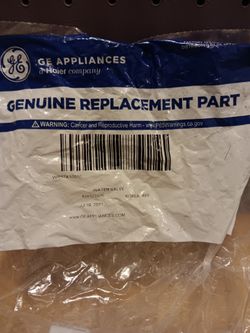 GE APPLIANCES
a Haier company
GENUINE REPLACEMENT PART
WARNING: Cancer and Reproductive Harm - www.P65Warnings.ca.gov
WATER VALVE
WWW.GEAPPLIANCES.COM